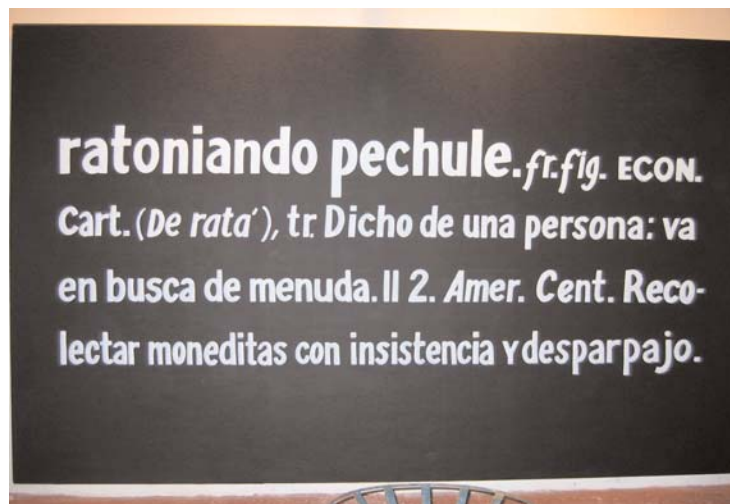 ratoniando pechule. fr. fig. ECON.
Cart. (De rata´), tr. Dicho de una persona: va
en busca de menuda. II 2. Amer. Cent. Reco-
lectar moneditas con insistencia y desparpajo.